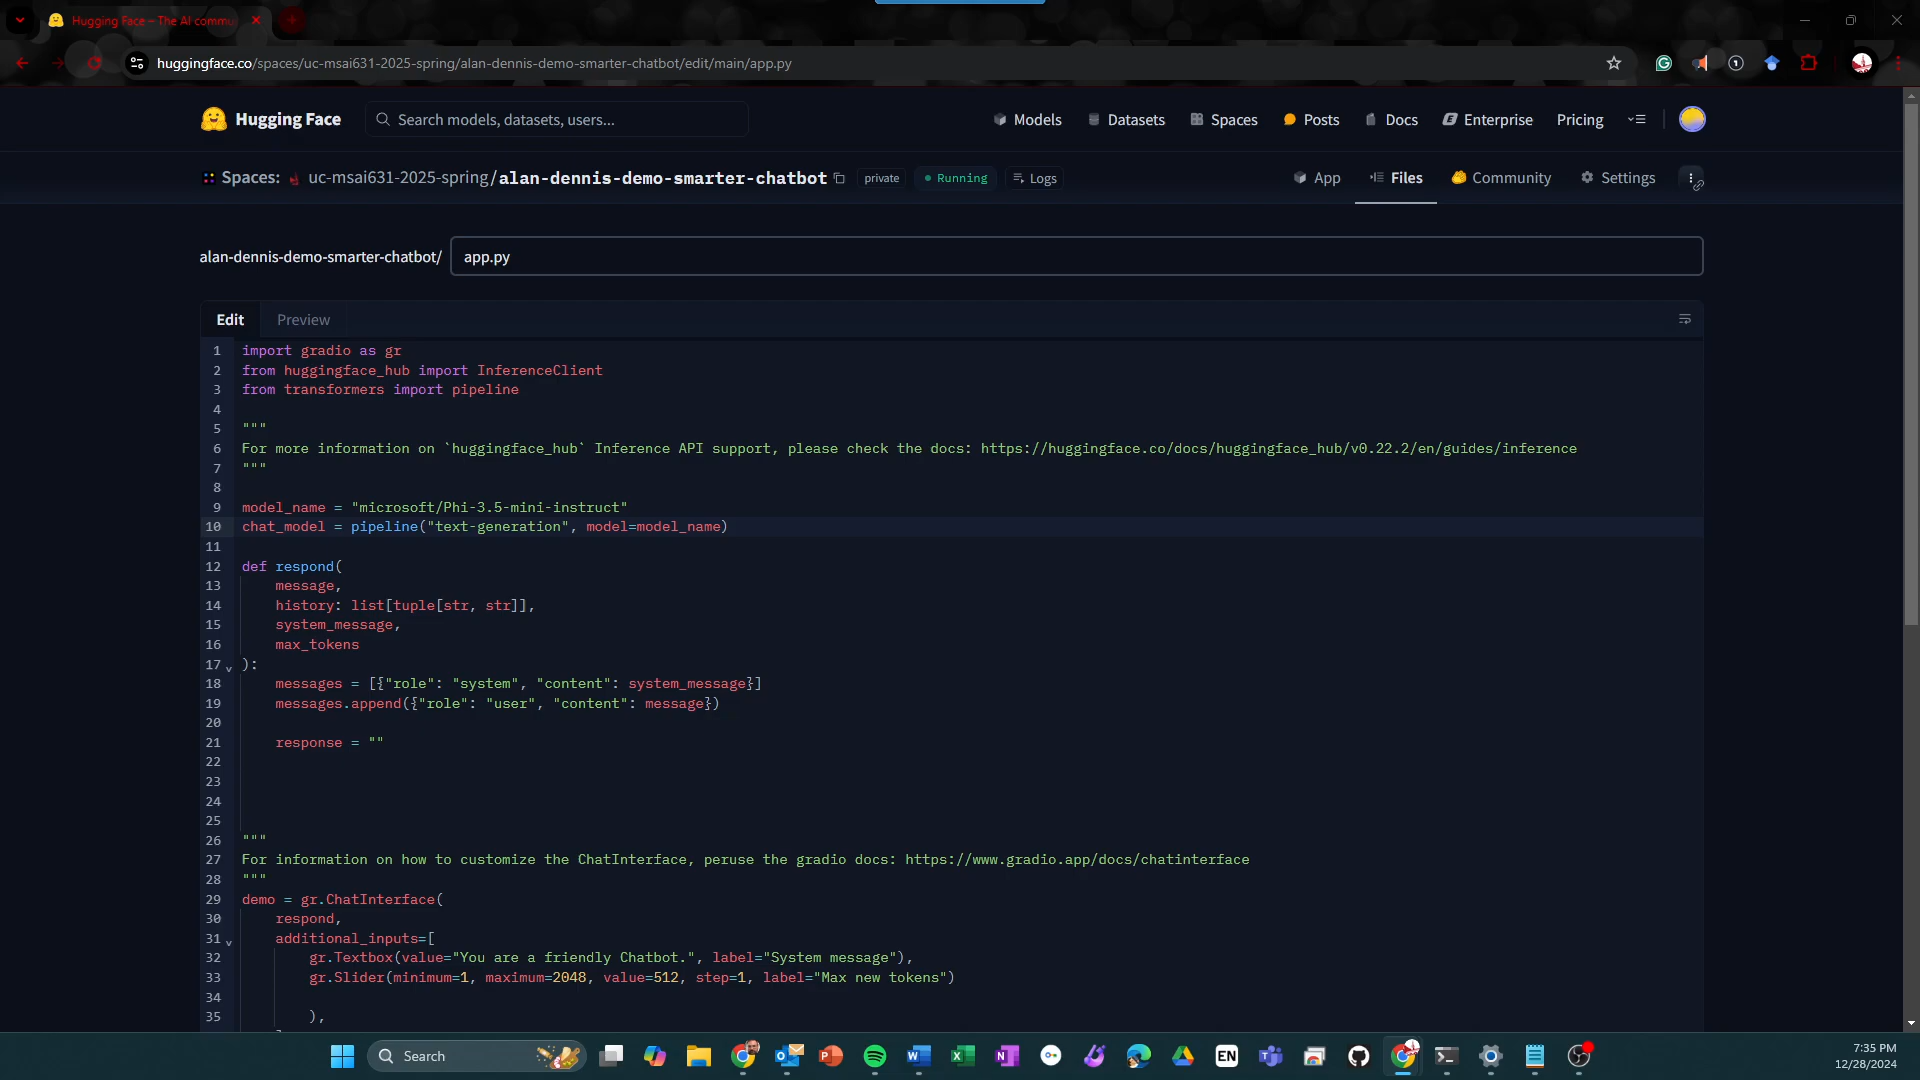 Hugging Face – The AI commu
huggingface.co/spaces/uc-msai631-2025-spring/alan-dennis-demo-smarter-chatbot/edit/main/app.py
Hugging Face
Search models, datasets, users...
Models
Datasets
Spaces
Posts
Docs
Enterprise
Pricing
Spaces:
uc-msai631-2025-spring/alan-dennis-demo-smarter-chatbot
private
Running
Logs
App
Files
Community
Settings
alan-dennis-demo-smarter-chatbot/
app.py
Edit
Preview
1 import gradio as gr
2 from huggingface_hub import InferenceClient
3 from transformers import pipeline
4
5 """
6 For more information on `huggingface_hub` Inference API support, please check the docs: https://huggingface.co/docs/huggingface_hub/v0.22.2/en/guides/inference
7 """
8
9 model_name = "microsoft/Phi-3.5-mini-instruct"
10 chat_model = pipeline("text-generation", model=model_name)
11
12 def respond(
13     message,
14     history: list[tuple[str, str]],
15     system_message,
16     max_tokens
17 ):
18     messages = [{"role": "system", "content": system_message}]
19     messages.append({"role": "user", "content": message})
20
21     response = ""
22
23
24
25
26 """
27 For information on how to customize the ChatInterface, peruse the gradio docs: https://www.gradio.app/docs/chatinterface
28 """
29 demo = gr.ChatInterface(
30     respond,
31     additional_inputs=[
32         gr.Textbox(value="You are a friendly Chatbot.", label="System message"),
33         gr.Slider(minimum=1, maximum=2048, value=512, step=1, label="Max new tokens")
34
35         ),
Search
EN
7:35 PM
12/28/2024